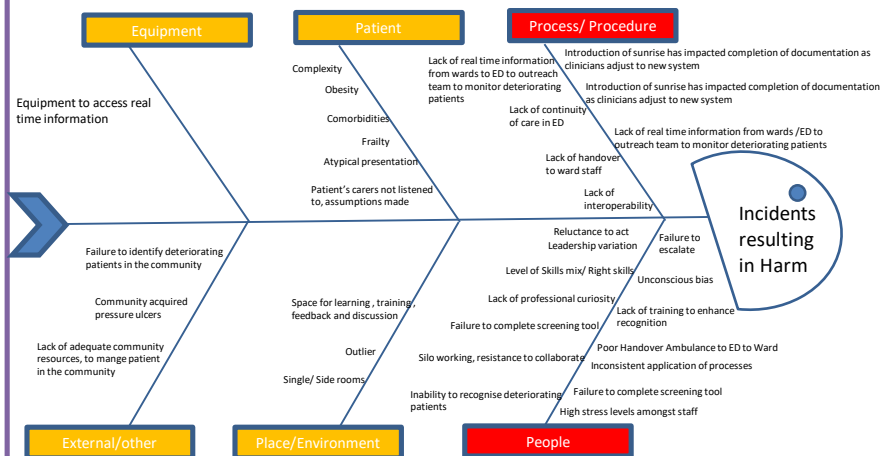 Equipment
Patient
Process/ Procedure
Equipment to access real
time information
Complexity
Obesity
Comorbidities
Frailty
Atypical presentation
Patient's carers not listened
to, assumptions made
Lack of real time information
from wards to ED to outreach
team to monitor deteriorating
patients
Lack of continuity
of care in ED
Lack of handover
to ward staff
Lack of
interoperability
Introduction of sunrise has impacted completion of documentation as
clinicians adjust to new system
Introduction of sunrise has impacted completion of documentation
as clinicians adjust to new system
Lack of real time information from wards /ED to
outreach team to monitor deteriorating patients
Incidents
resulting
in Harm
Failure to identify deteriorating
patients in the community
Community acquired
pressure ulcers
Lack of adequate community
resources, to mange patient
in the community
Space for learning , training ,
feedback and discussion
Outlier
Single/ Side rooms
Reluctance to act
Leadership variation
Level of Skills mix/ Right skills
Lack of professional curiosity
Failure to complete screening tool
Silo working, resistance to collaborate
Inability to recognise deteriorating
patients
Failure to
escalate
Unconscious bias
Lack of training to enhance
recognition
Poor Handover Ambulance to ED to Ward
Inconsistent application of processes
Failure to complete screening tool
High stress levels amongst staff
External/other
Place/Environment
People